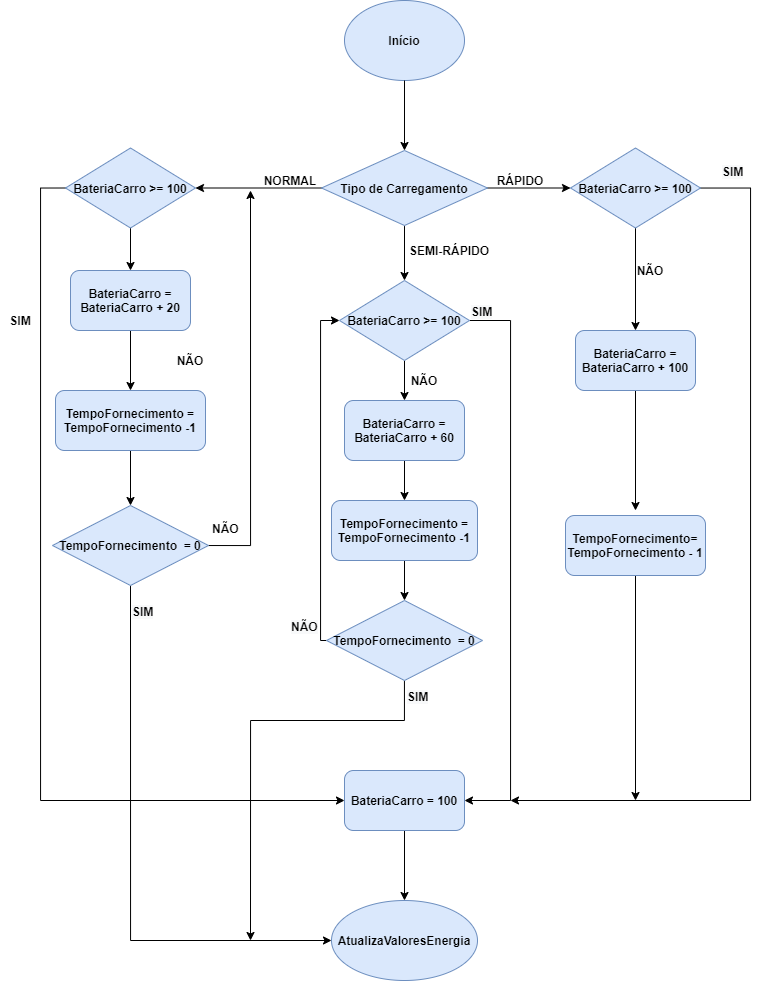 Início
BateriaCarro >= 100
NORMAL
Tipo de Carregamento
RÁPIDO
BateriaCarro >= 100
SIM
SEMI-RÁPIDO
NÃO
BateriaCarro =
BateriaCarro + 20
SIM
BateriaCarro >= 100
SIM
NÃO
BateriaCarro =
BateriaCarro + 100
NÃO
TempoFornecimento =
TempoFornecimento -1
BateriaCarro =
BateriaCarro + 60
NÃO
TempoFornecimento = 0
TempoFornecimento =
TempoFornecimento -1
TempoFornecimento=
TempoFornecimento - 1
SIM
NÃO
TempoFornecimento = 0
SIM
BateriaCarro = 100
AtualizaValoresEnergia